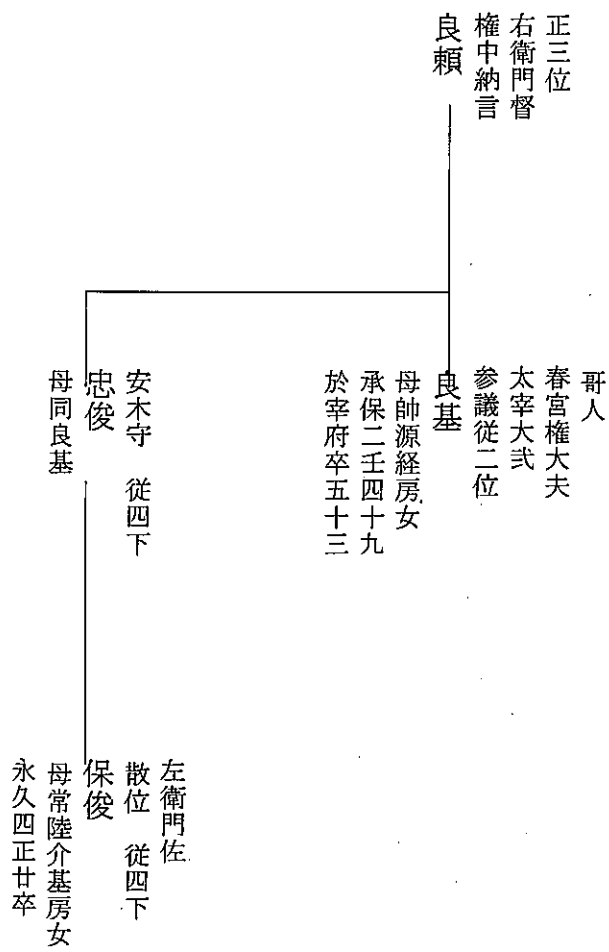 正三位
右衛門督
権中納言
良頼
哥人
春宮権大夫
太宰大弐
参議従二位
良基
母帥源経房女
承保二壬四十九
於宰府卒五十三
安木守 従四下
忠俊
母同良基
左衛門佐
散位 従四下
保俊
母常陸介基房女
永久四正廿卒